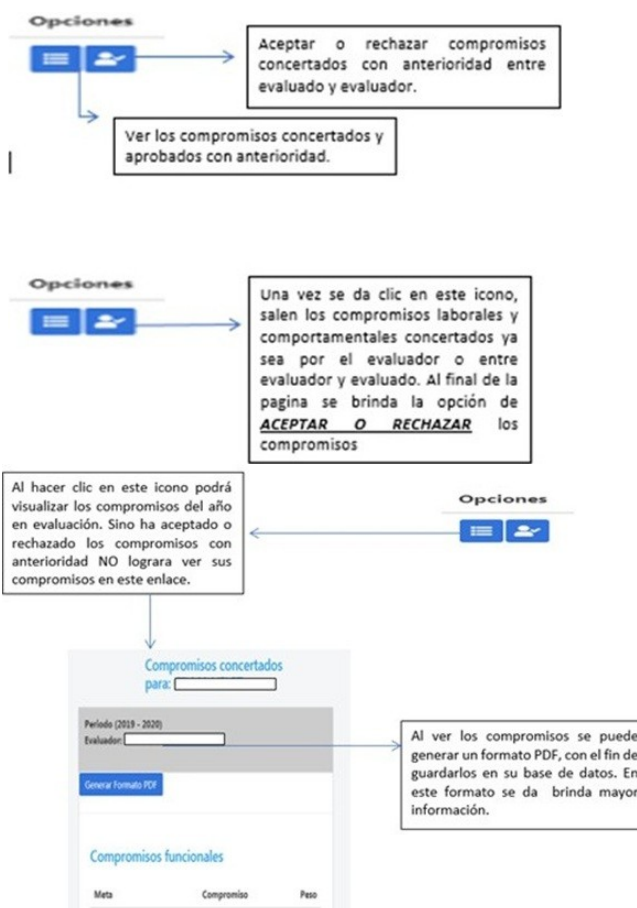 Opciones
Aceptar o rechazar compromisos
concertados con anterioridad entre
evaluado y evaluador.
Ver los compromisos concertados y
aprobados con anterioridad.
Opciones
Una vez se da clic en este icono,
salen los compromisos laborales y
comportamentales concertados ya
sea por el evaluador o entre
evaluador y evaluado. Al final de la
pagina se brinda la opción de
ACEPTAR O RECHAZAR los
compromisos
Al hacer clic en este icono podrá
visualizar los compromisos del año
en evaluación. Sino ha aceptado o
rechazado los compromisos con
anterioridad NO lograra ver sus
compromisos en este enlace.
Opciones
Compromisos concertados
para:
Periodo (2019 - 2020)
Evaluador:
Generar Formato PDF
Al ver los compromisos se puede
generar un formato PDF, con el fin de
guardarlos en su base de datos. En
este formato se da brinda mayor
información.
Compromisos funcionales
Meta Compromiso Peso